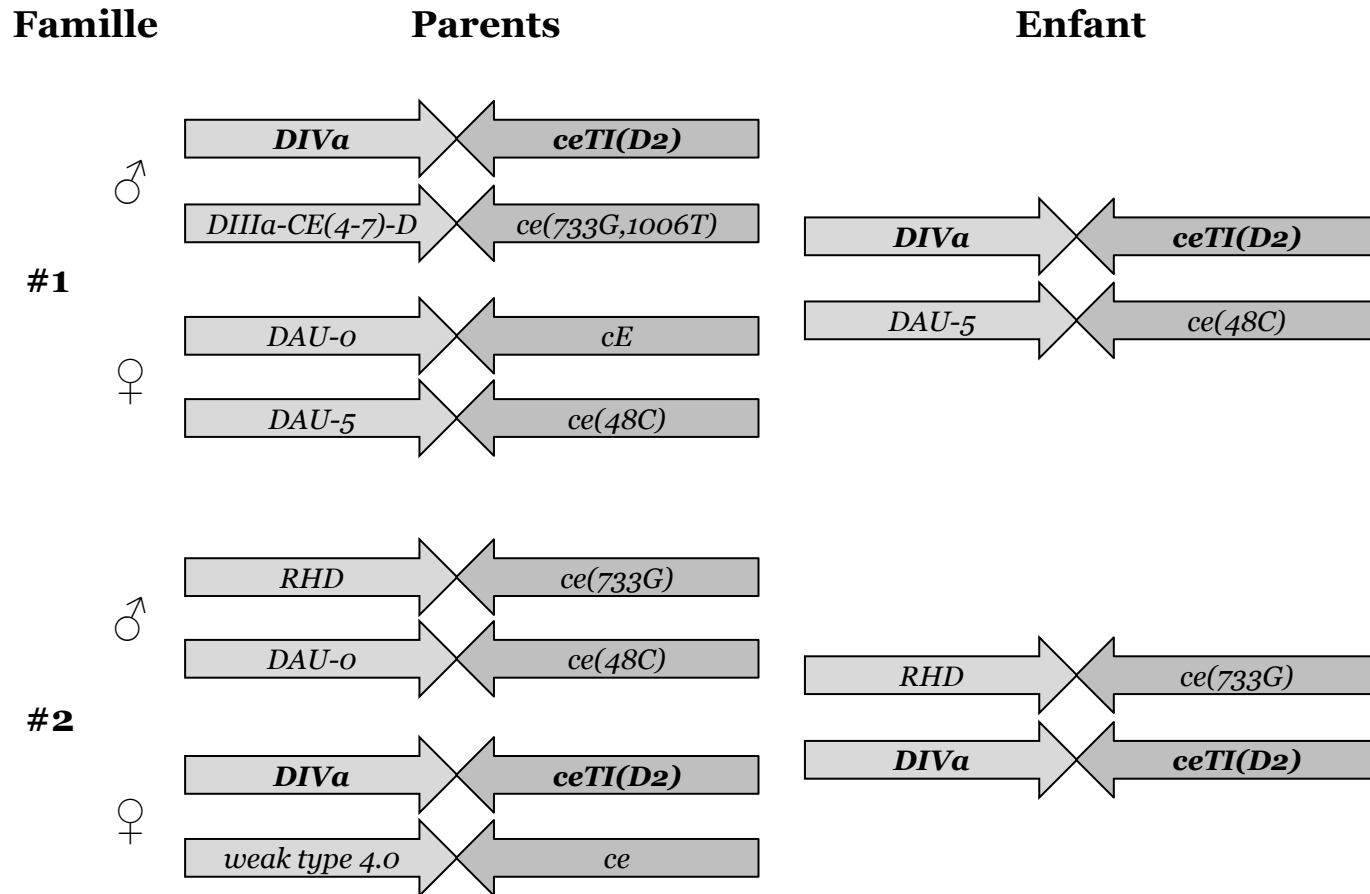 Famille Parents Enfant
♂ DIVa ceTI(D2)
DIIIa-CE(4-7)-D ce(733G,1006T)
DIVa ceTI(D2)
#1
DAU-0 cE
DAU-5 ce(48C)
♀ DAU-5 ce(48C)
♂ RHD ce(733G)
DAU-0 ce(48C)
RHD ce(733G)
#2
DIVa ceTI(D2)
DIVa ceTI(D2)
♀ weak type 4.0 ce